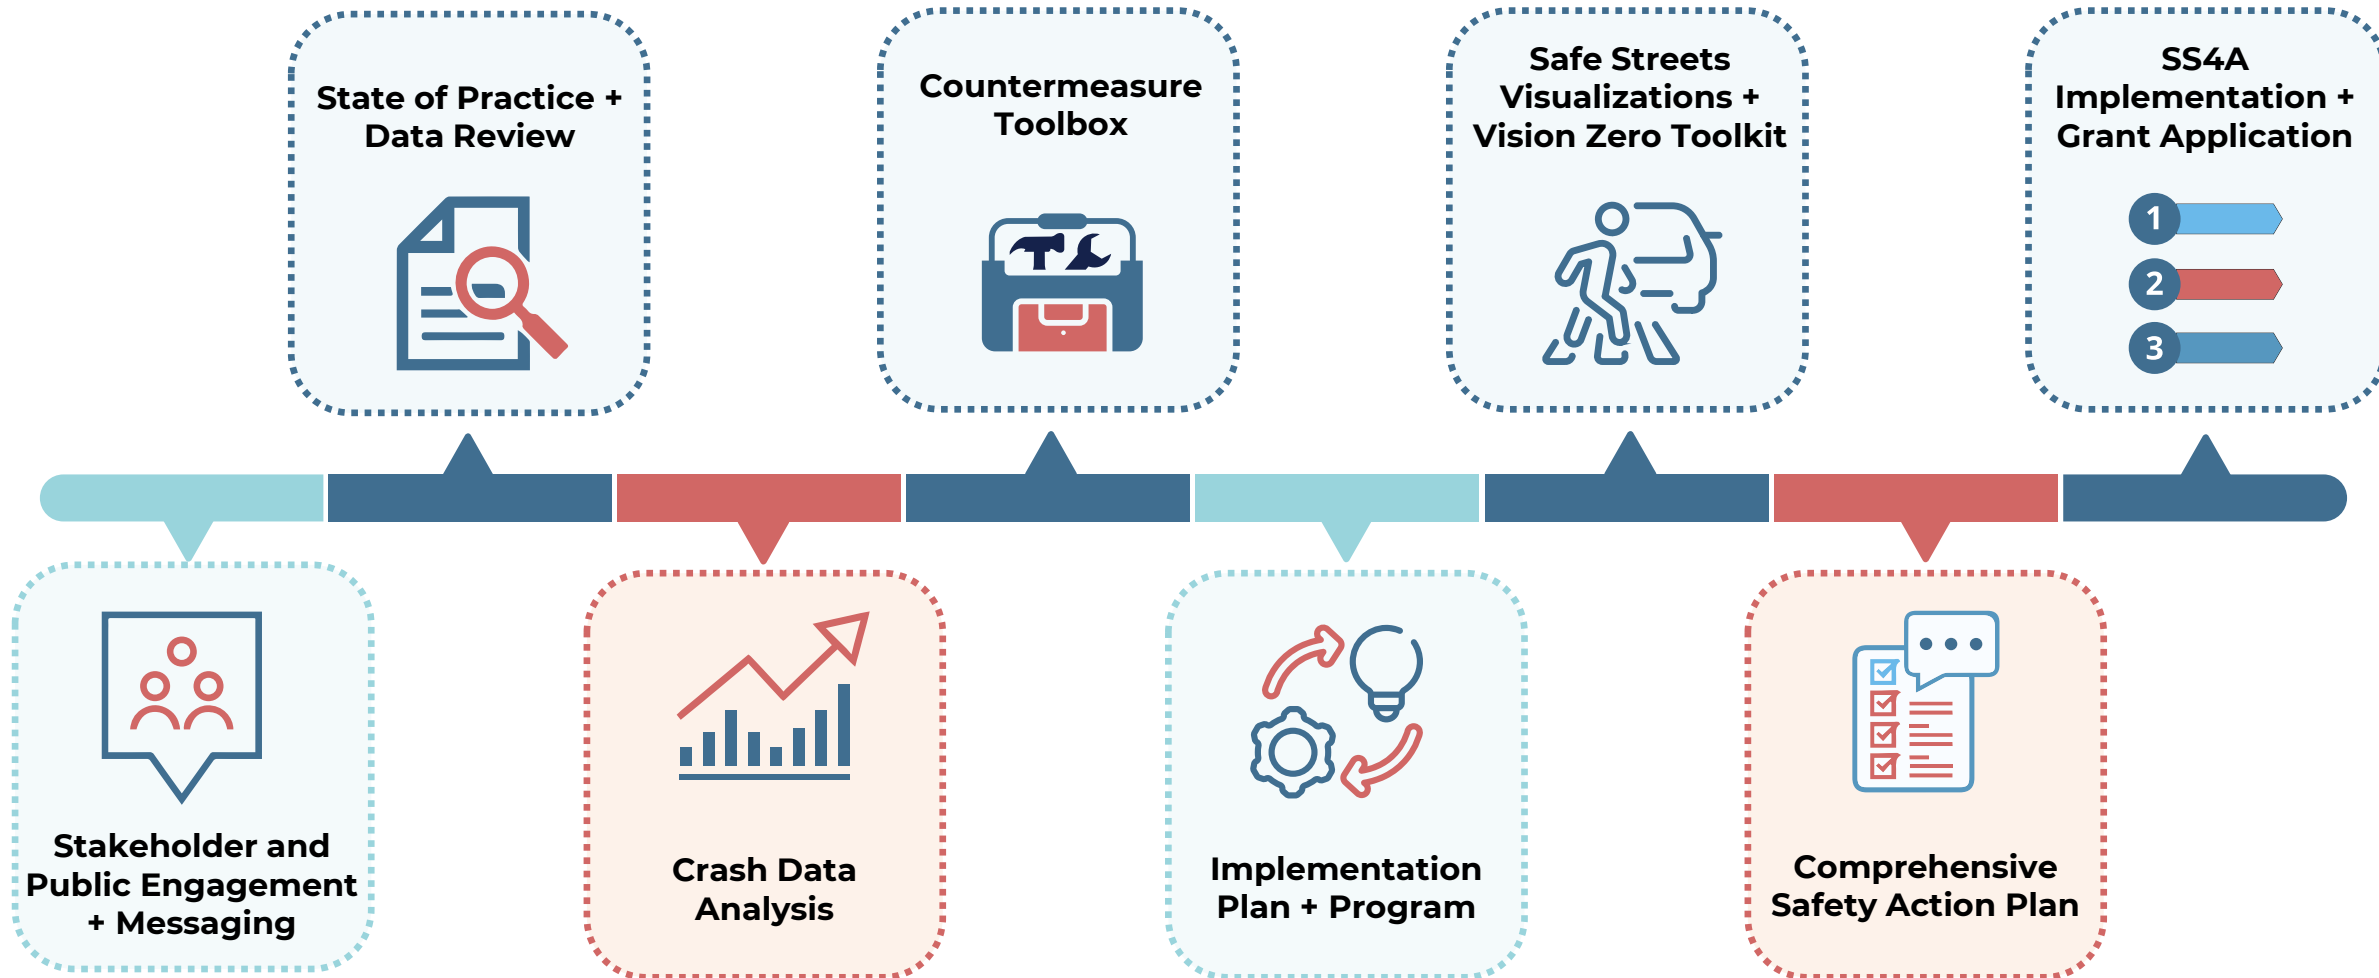 State of Practice +
Data Review
Countermeasure
Toolbox
Safe Streets
Visualizations +
Vision Zero Toolkit
SS4A
Implementation +
Grant Application
1
2
3
Stakeholder and
Public Engagement
+ Messaging
Crash Data
Analysis
Implementation
Plan + Program
Comprehensive
Safety Action Plan